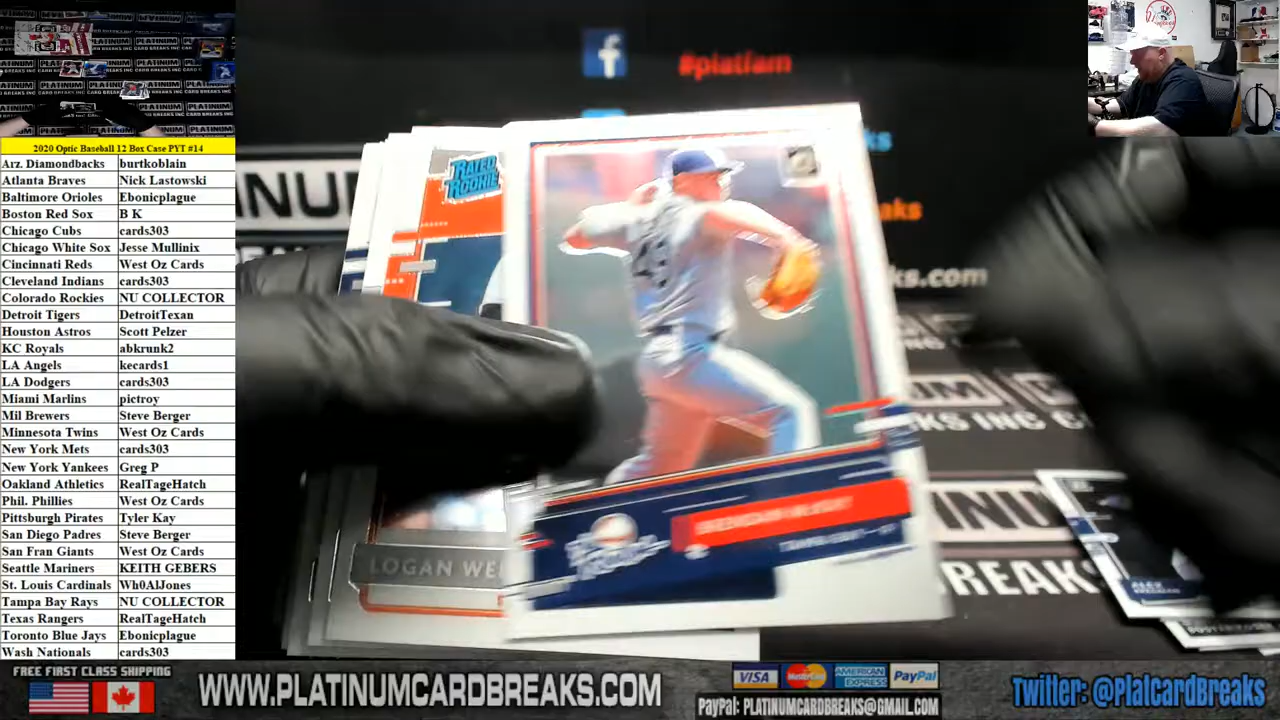 #platfam
2020 Optic Baseball 12 Box Case PYT #14
Arz. Diamondbacks burtkoblain
Atlanta Braves Nick Lastowski
Baltimore Orioles Ebonicplague
Boston Red Sox B K
Chicago Cubs cards303
Chicago White Sox Jesse Mullinix
Cincinnati Reds West Oz Cards
Cleveland Indians cards303
Colorado Rockies NU COLLECTOR
Detroit Tigers DetroitTexan
Houston Astros Scott Pelzer
KC Royals abkrunk2
LA Angels kecards1
LA Dodgers cards303
Miami Marlins pictroy
Mil Brewers Steve Berger
Minnesota Twins West Oz Cards
New York Mets cards303
New York Yankees Greg P
Oakland Athletics RealTageHatch
Phil. Phillies West Oz Cards
Pittsburgh Pirates Tyler Kay
San Diego Padres Steve Berger
San Fran Giants West Oz Cards
Seattle Mariners KEITH GEBERS
St. Louis Cardinals Wh0AlJones
Tampa Bay Rays NU COLLECTOR
Texas Rangers RealTageHatch
Toronto Blue Jays Ebonicplague
Wash Nationals cards303
RATED
ROOKIE
LOGAN WE
FREE FIRST CLASS SHIPPING
WWW.PLATINUMCARDBREAKS.COM
VISA MasterCard AMERICAN EXPRESS PayPal
PayPal: PLATINUMCARDBREAKS@GMAIL.COM
Twitter: @PlatCardBreaks